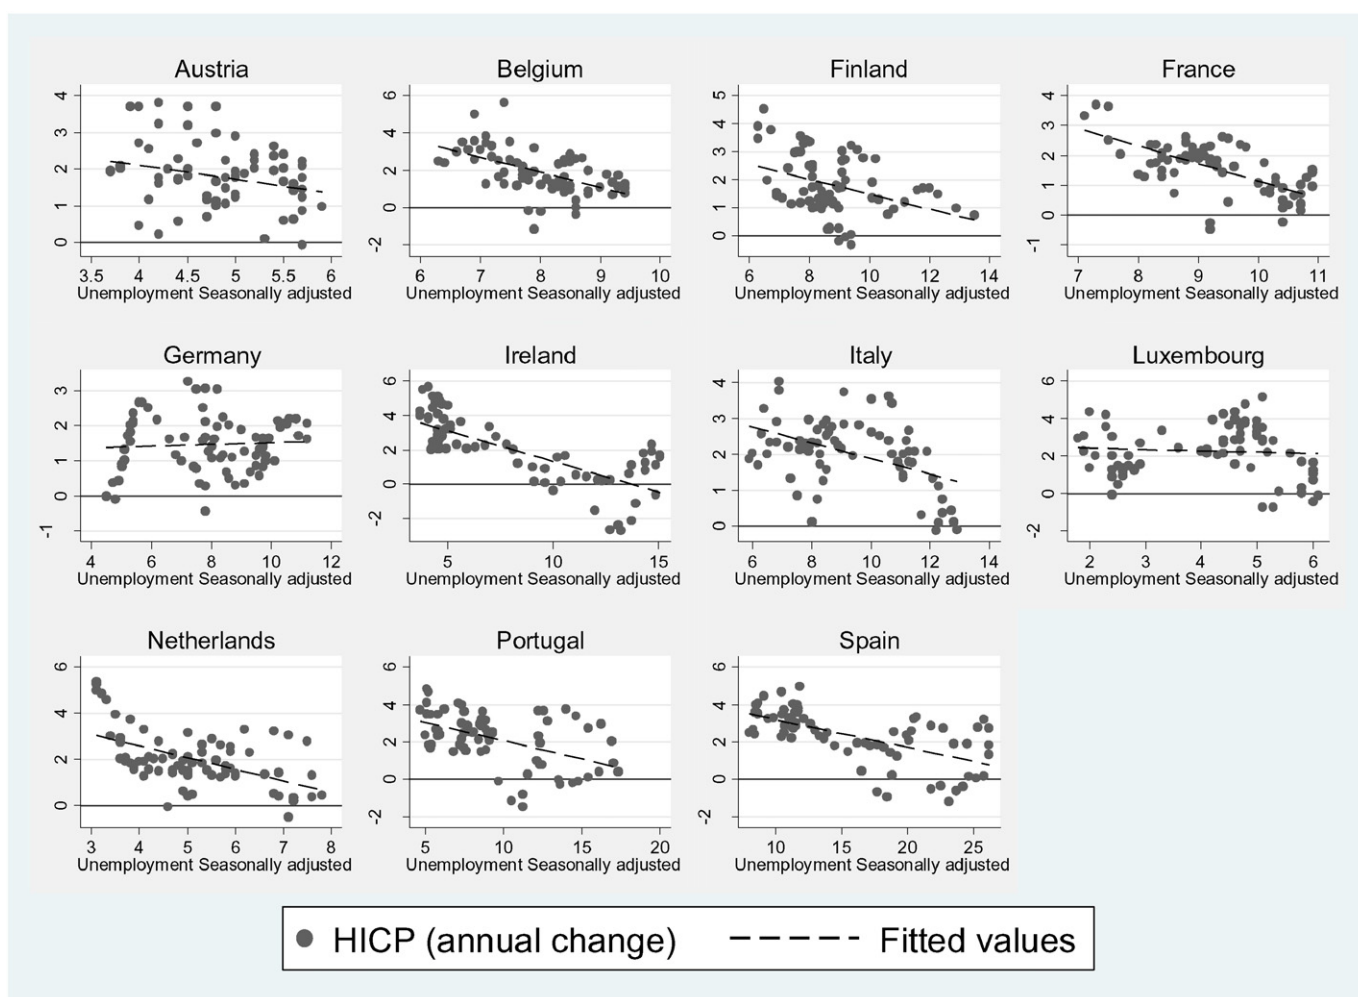 Austria Belgium Finland France
4 3 2 1 0
6 4 2 0 -2
5 4 3 2 1 0
4 3 2 1 0 -1
3.5 4 4.5 5 5.5 6
6 7 8 9 10
6 8 10 12 14
7 8 9 10 11
Unemployment Seasonally adjusted Unemployment Seasonally adjusted Unemployment Seasonally adjusted Unemployment Seasonally adjusted
Germany Ireland Italy Luxembourg
3 2 1 0 -1
6 4 2 0 -2
4 3 2 1 0
6 4 2 0 -2
4 6 8 10 12
5 10 15
6 8 10 12 14
2 3 4 5 6
Unemployment Seasonally adjusted Unemployment Seasonally adjusted Unemployment Seasonally adjusted Unemployment Seasonally adjusted
Netherlands Portugal Spain
6 4 2 0
6 4 2 0 -2
6 4 2 0 -2
3 4 5 6 7 8
5 10 15 20
10 15 20 25
Unemployment Seasonally adjusted Unemployment Seasonally adjusted Unemployment Seasonally adjusted
HICP (annual change) Fitted values